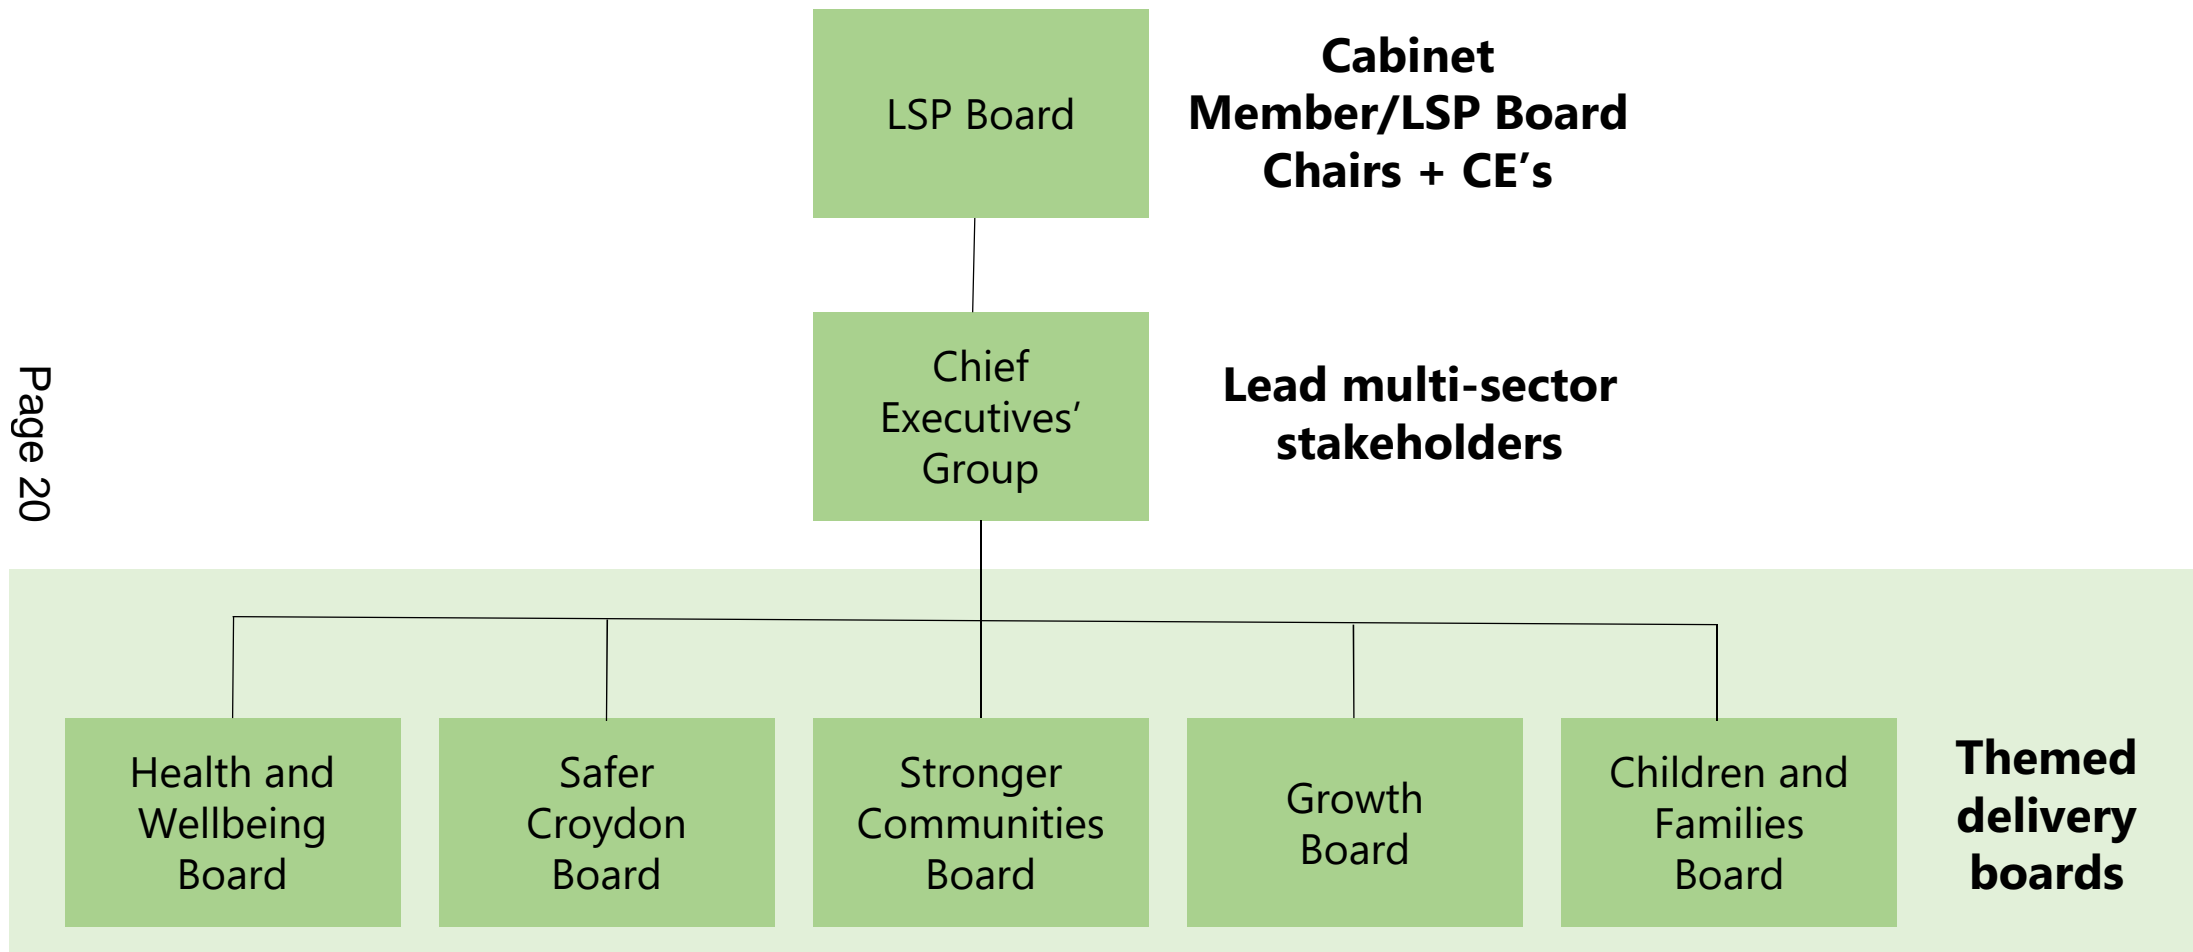 LSP Board
Cabinet
Member/LSP Board
Chairs + CE’s
Chief
Executives’
Group
Lead multi-sector
stakeholders
Page 20
Health and
Wellbeing
Board
Safer
Croydon
Board
Stronger
Communities
Board
Growth
Board
Children and
Families
Board
Themed
delivery
boards